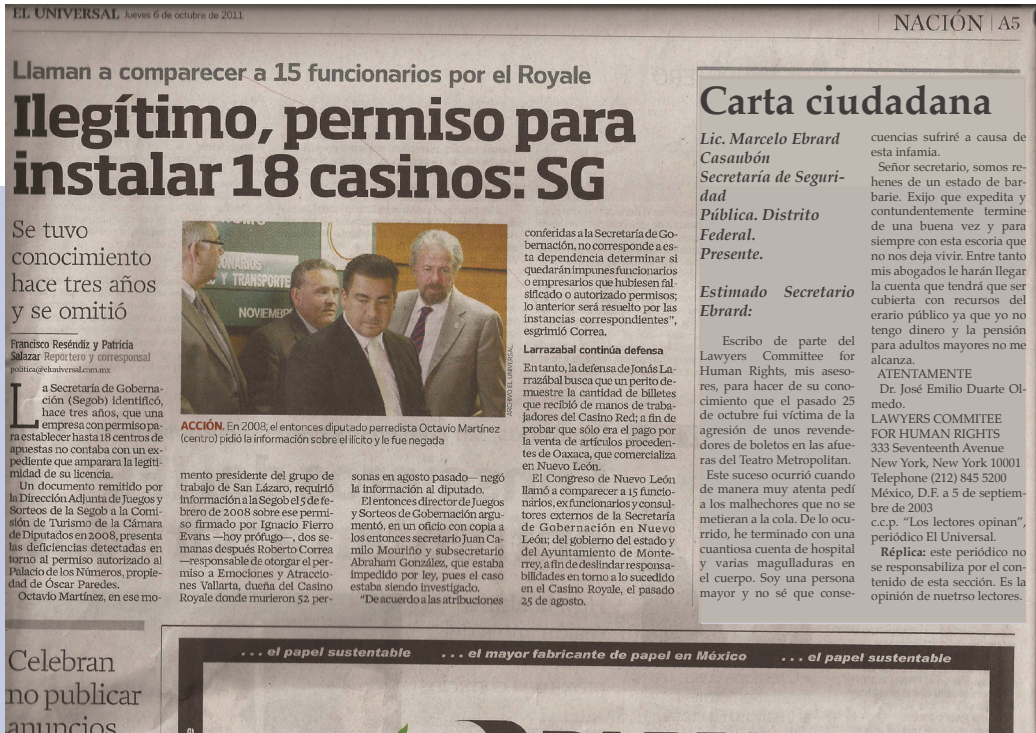 EL UNIVERSAL Jueves 6 de octubre de 2011
NACIÓN | A5
Llaman a comparecer a 15 funcionarios por el Royale
Ilegítimo, permiso para
instalar 18 casinos: SG
Se tuvo
conocimiento
hace tres años
y se omitió
Francisco Reséndiz y Patricia
Salazar Reportero y corresponsal
politica@eluniversal.com.mx
La Secretaría de Goberna-
ción (Segob) identificó,
hace tres años, que una
empresa con permiso pa-
ra establecer hasta 18 centros de
apuestas no contaba con un ex-
pediente que amparara la legiti-
midad de su licencia.
Un documento remitido por
la Dirección Adjunta de Juegos y
Sorteos de la Segob a la Comi-
sión de Turismo de la Cámara
de Diputados en 2008, presenta
las deficiencias detectadas en
torno al permiso autorizado al
Palacio de los Números, propie-
dad de Óscar Paredes.
Octavio Martínez, en ese mo-
ONARIOS
Y TRANSPORTE
NOVIEMBR
ARCHIVO EL UNIVERSAL
ACCIÓN. En 2008, el entonces diputado perredista Octavio Martínez
(centro) pidió la información sobre el ilícito y le fue negada
mento presidente del grupo de
trabajo de San Lázaro, requirió
información a la Segob el 5 de fe-
brero de 2008 sobre ese permi-
so firmado por Ignacio Fierro
Evans —hoy prófugo—, dos se-
manas después Roberto Correa
—responsable de otorgar el per-
miso a Emociones y Atraccio-
nes Vallarta, dueña del Casino
Royale donde murieron 52 per-
sonas en agosto pasado— negó
la información al diputado.
El entonces director de Juegos
y Sorteos de Gobernación argu-
mentó, en un oficio con copia a
los entonces secretario Juan Ca-
milo Mouriño y subsecretario
Abraham González, que estaba
impedido por ley, pues el caso
estaba siendo investigado.
"De acuerdo a las atribuciones
conferidas a la Secretaría de Go-
bernación, no corresponde a es-
ta dependencia determinar si
quedarán impunes funcionarios
o empresarios que hubiesen fal-
sificado o autorizado permisos;
lo anterior será resuelto por las
instancias correspondientes",
esgrimió Correa.
Larrazabal continúa defensa
En tanto, la defensa de Jonás La-
rrazábal busca que un perito de-
muestre la cantidad de billetes
que recibió de manos de traba-
jadores del Casino Red; a fin de
probar que sólo era el pago por
la venta de artículos proceden-
tes de Oaxaca, que comercializa
en Nuevo León.
El Congreso de Nuevo León
llamó a comparecer a 15 funcio-
narios, exfuncionarios y consul-
tores externos de la Secretaría
de Gobernación en Nuevo
León; del gobierno del estado y
del Ayuntamiento de Monte-
rrey, a fin de deslindar responsa-
bilidades en torno a lo sucedido
en el Casino Royale, el pasado
25 de agosto.
Carta ciudadana
Lic. Marcelo Ebrard
Casaubón
Secretaría de Seguri-
dad
Pública. Distrito
Federal.
Presente.
Estimado Secretario
Ebrard:
Escribo de parte del
Lawyers Committee for
Human Rights, mis aseso-
res, para hacer de su cono-
cimiento que el pasado 25
de octubre fui víctima de la
agresión de unos revende-
dores de boletos en las afue-
ras del Teatro Metropolitan.
Este suceso ocurrió cuando
de manera muy atenta pedí
a los malhechores que no se
metieran a la cola. De lo ocu-
rrido, he terminado con una
cuantiosa cuenta de hospital
y varias magulladuras en
el cuerpo. Soy una persona
mayor y no sé que conse-
cuencias sufriré a causa de
esta infamia.
Señor secretario, somos re-
henes de un estado de bar-
barie. Exijo que expedita y
contundentemente termine
de una buena vez y para
siempre con esta escoria que
no nos deja vivir. Entre tanto
mis abogados le harán llegar
la cuenta que tendrá que ser
cubierta con recursos del
erario público ya que yo no
tengo dinero y la pensión
para adultos mayores no me
alcanza.
ATENTAMENTE
Dr. José Emilio Duarte Ol-
medo.
LAWYERS COMMITEE
FOR HUMAN RIGHTS
333 Seventeenth Avenue
New York, New York 10001
Telephone (212) 845 5200
México, D.F. a 5 de septiem-
bre de 2003
c.c.p. "Los lectores opinan",
periódico El Universal.
Réplica: este periódico no
se responsabiliza por el con-
tenido de esta sección. Es la
opinión de nuetrso lectores.
Celebran
no publicar
anuncios
... el papel sustentable ... el mayor fabricante de papel en México ... el papel sustentable